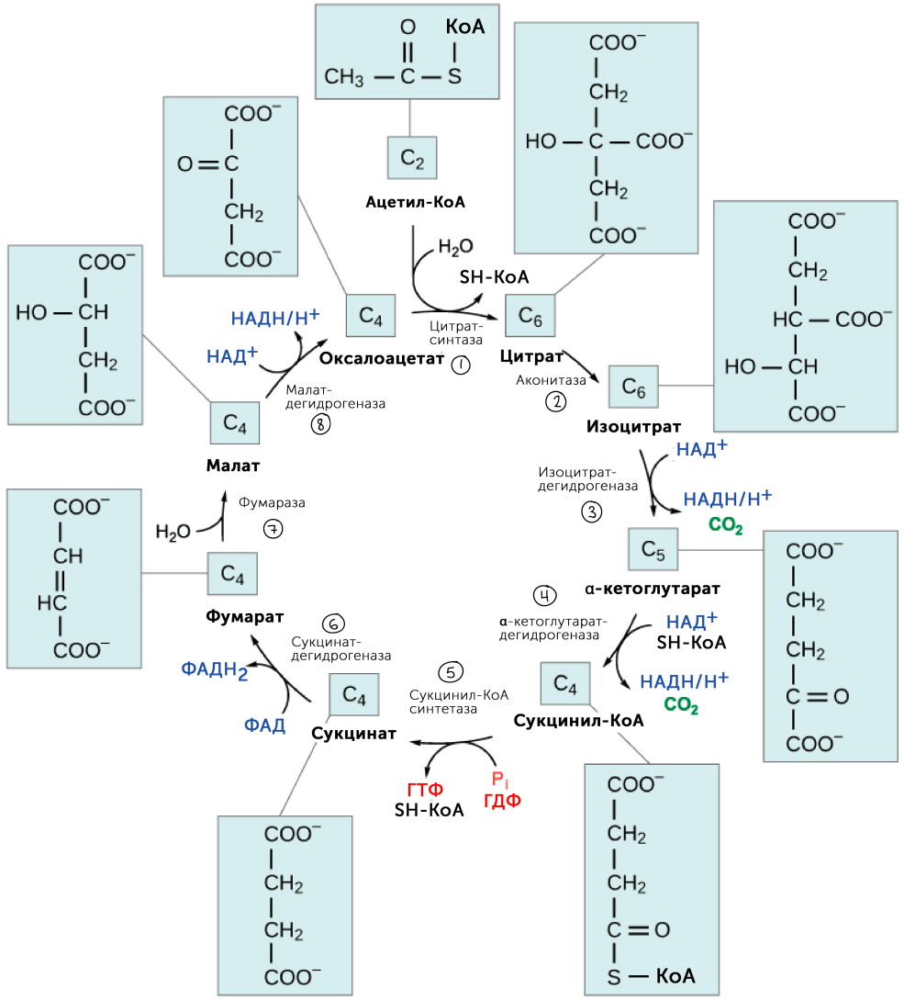 O KoA
CH₃ — C — S
C₂
Ацетил-КоА
H₂O
SH-КоА
COO⁻
CH₂
HO — C — COO⁻
CH₂
COO⁻
C₆
Цитрат
Цитрат-
синтаза
1
Аконитаза
2
COO⁻
CH₂
HC — COO⁻
HO — CH
COO⁻
C₆
Изоцитрат
Изоцитрат-
дегидрогеназа
3
НАД⁺
НАДН/Н⁺
CO₂
COO⁻
CH₂
CH₂
C = O
COO⁻
C₅
α-кетоглутарат
4
α-кетоглутарат-
дегидрогеназа
НАД⁺
SH-КоА
НАДН/Н⁺
CO₂
COO⁻
CH₂
CH₂
C = O
S — КоА
C₄
Сукцинил-КоА
5
Сукцинил-КоА
синтетаза
Pᵢ
ГДФ
ГТФ
SH-КоА
COO⁻
CH₂
CH₂
COO⁻
C₄
Сукцинат
6
Сукцинат-
дегидрогеназа
ФАД
ФАДН₂
COO⁻
CH
HC
COO⁻
C₄
Фумарат
Фумараза
7
H₂O
COO⁻
HO — CH
CH₂
COO⁻
C₄
Малат
Малат-
дегидрогеназа
8
НАД⁺
НАДН/Н⁺
COO⁻
O = C
CH₂
COO⁻
C₄
Оксалоацетат